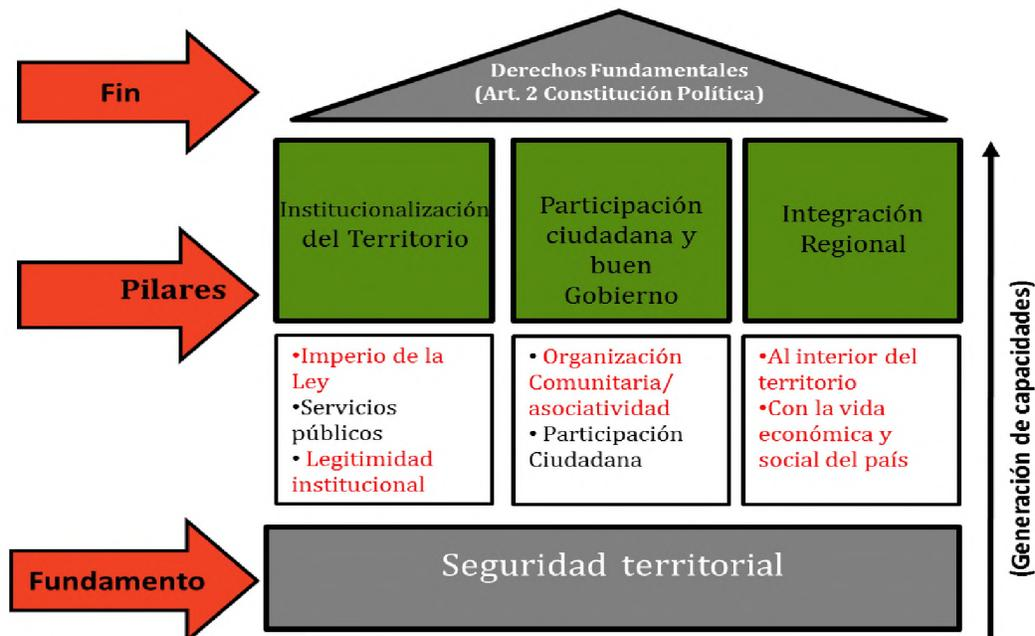 Fin
Derechos Fundamentales
(Art. 2 Constitución Política)
Pilares
Institucionalización
del Territorio
Participación
ciudadana y
buen
Gobierno
Integración
Regional
•Imperio de la
Ley
•Servicios
públicos
• Legitimidad
institucional
• Organización
Comunitaria/
asociatividad
• Participación
Ciudadana
•Al interior del
territorio
•Con la vida
económica y
social del país
Fundamento
Seguridad territorial
(Generación de capacidades)